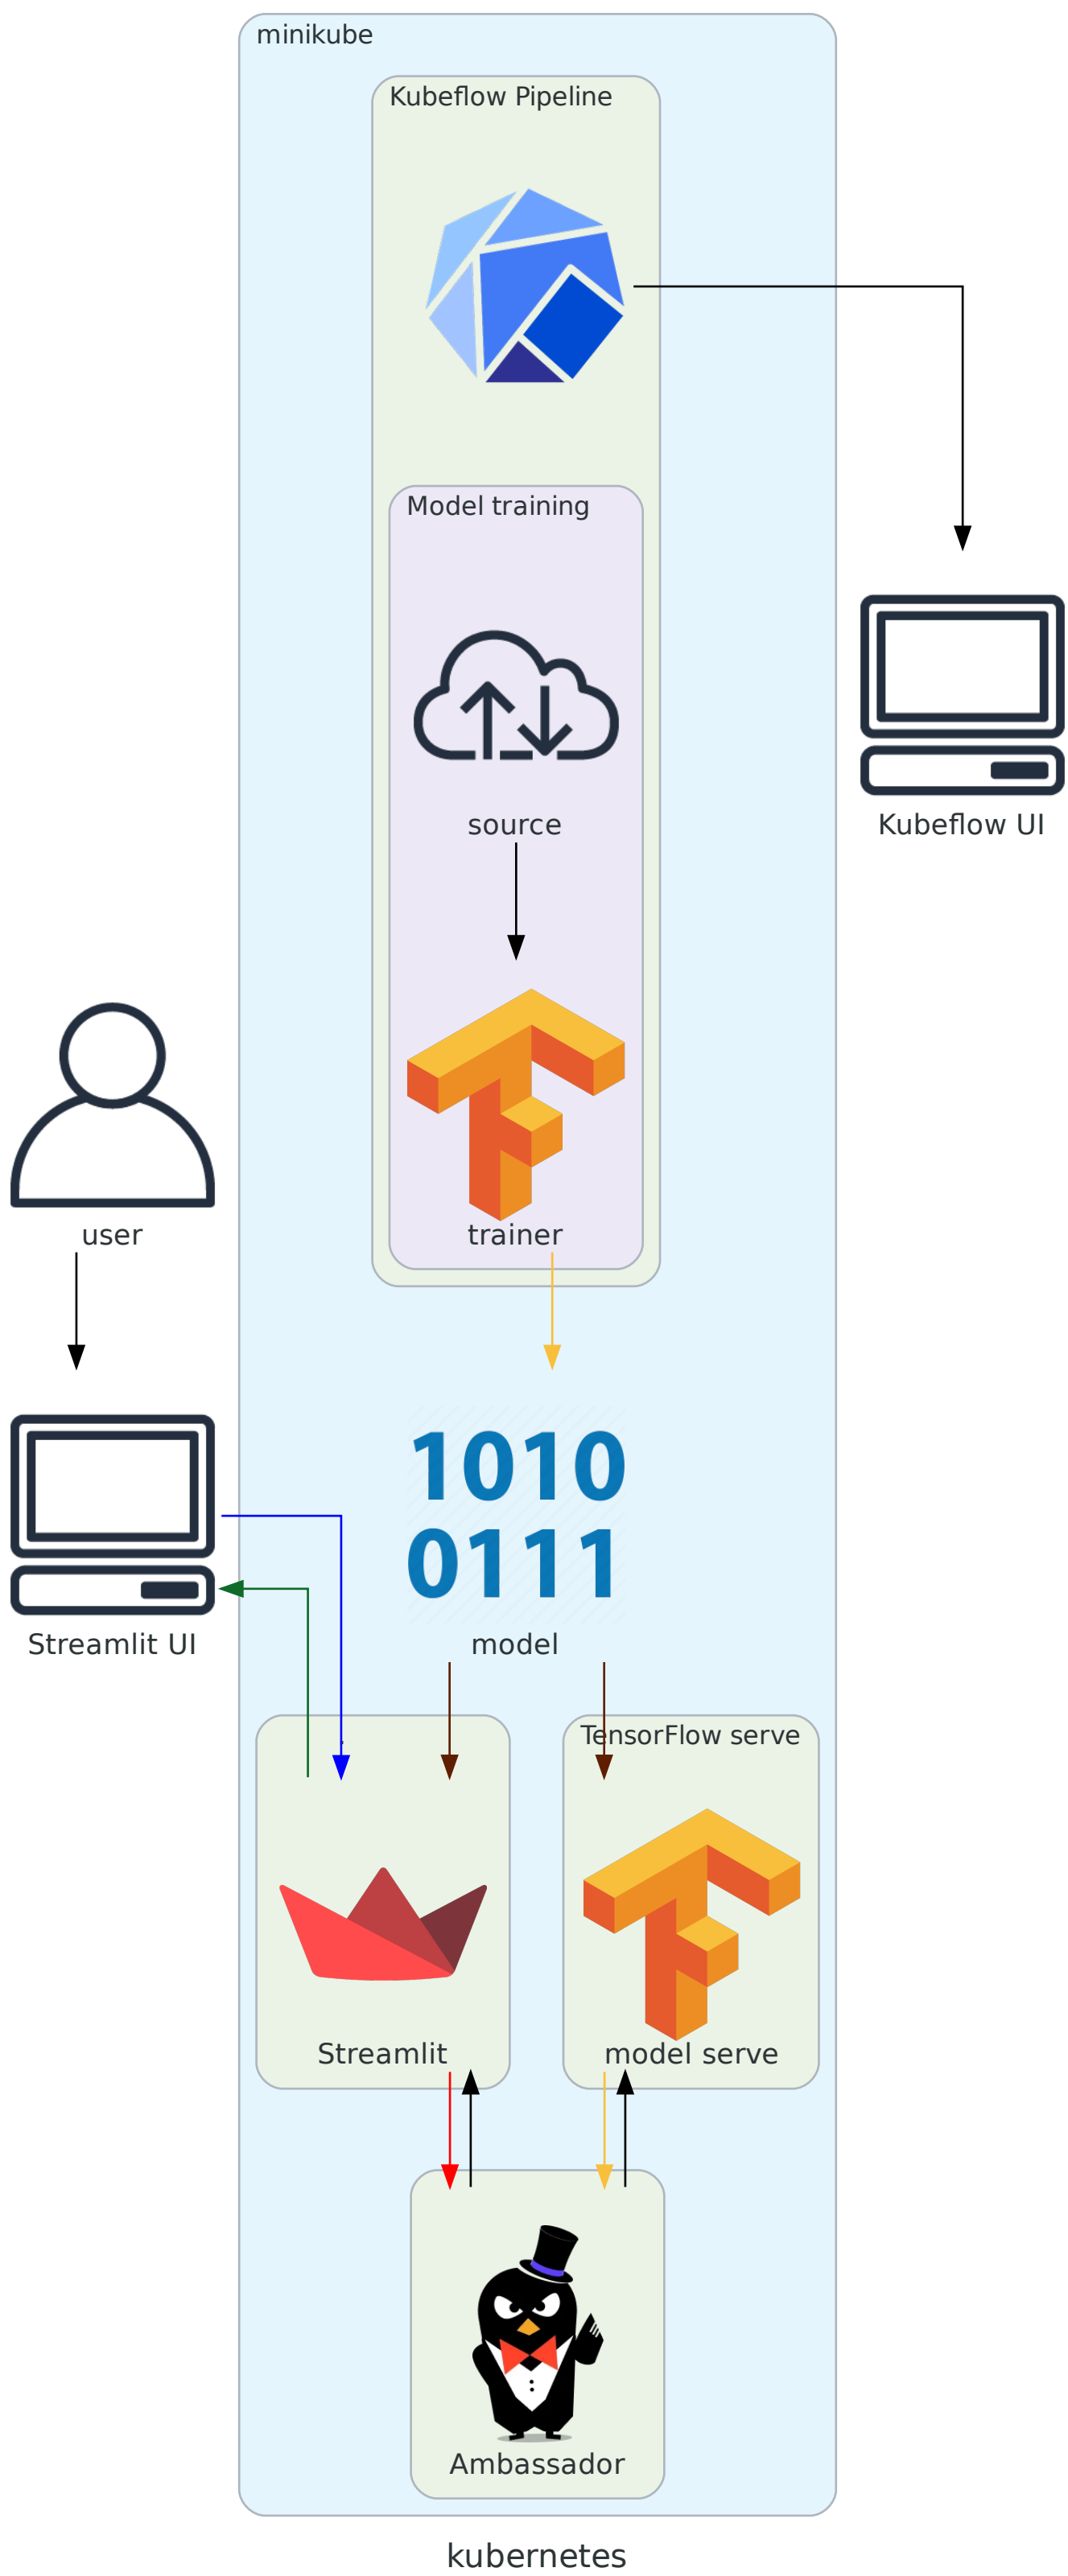 minikube
Kubeflow Pipeline
Model training
source
Kubeflow UI
user
trainer
1010
0111
Streamlit UI
model
TensorFlow serve
Streamlit
model serve
Ambassador
kubernetes